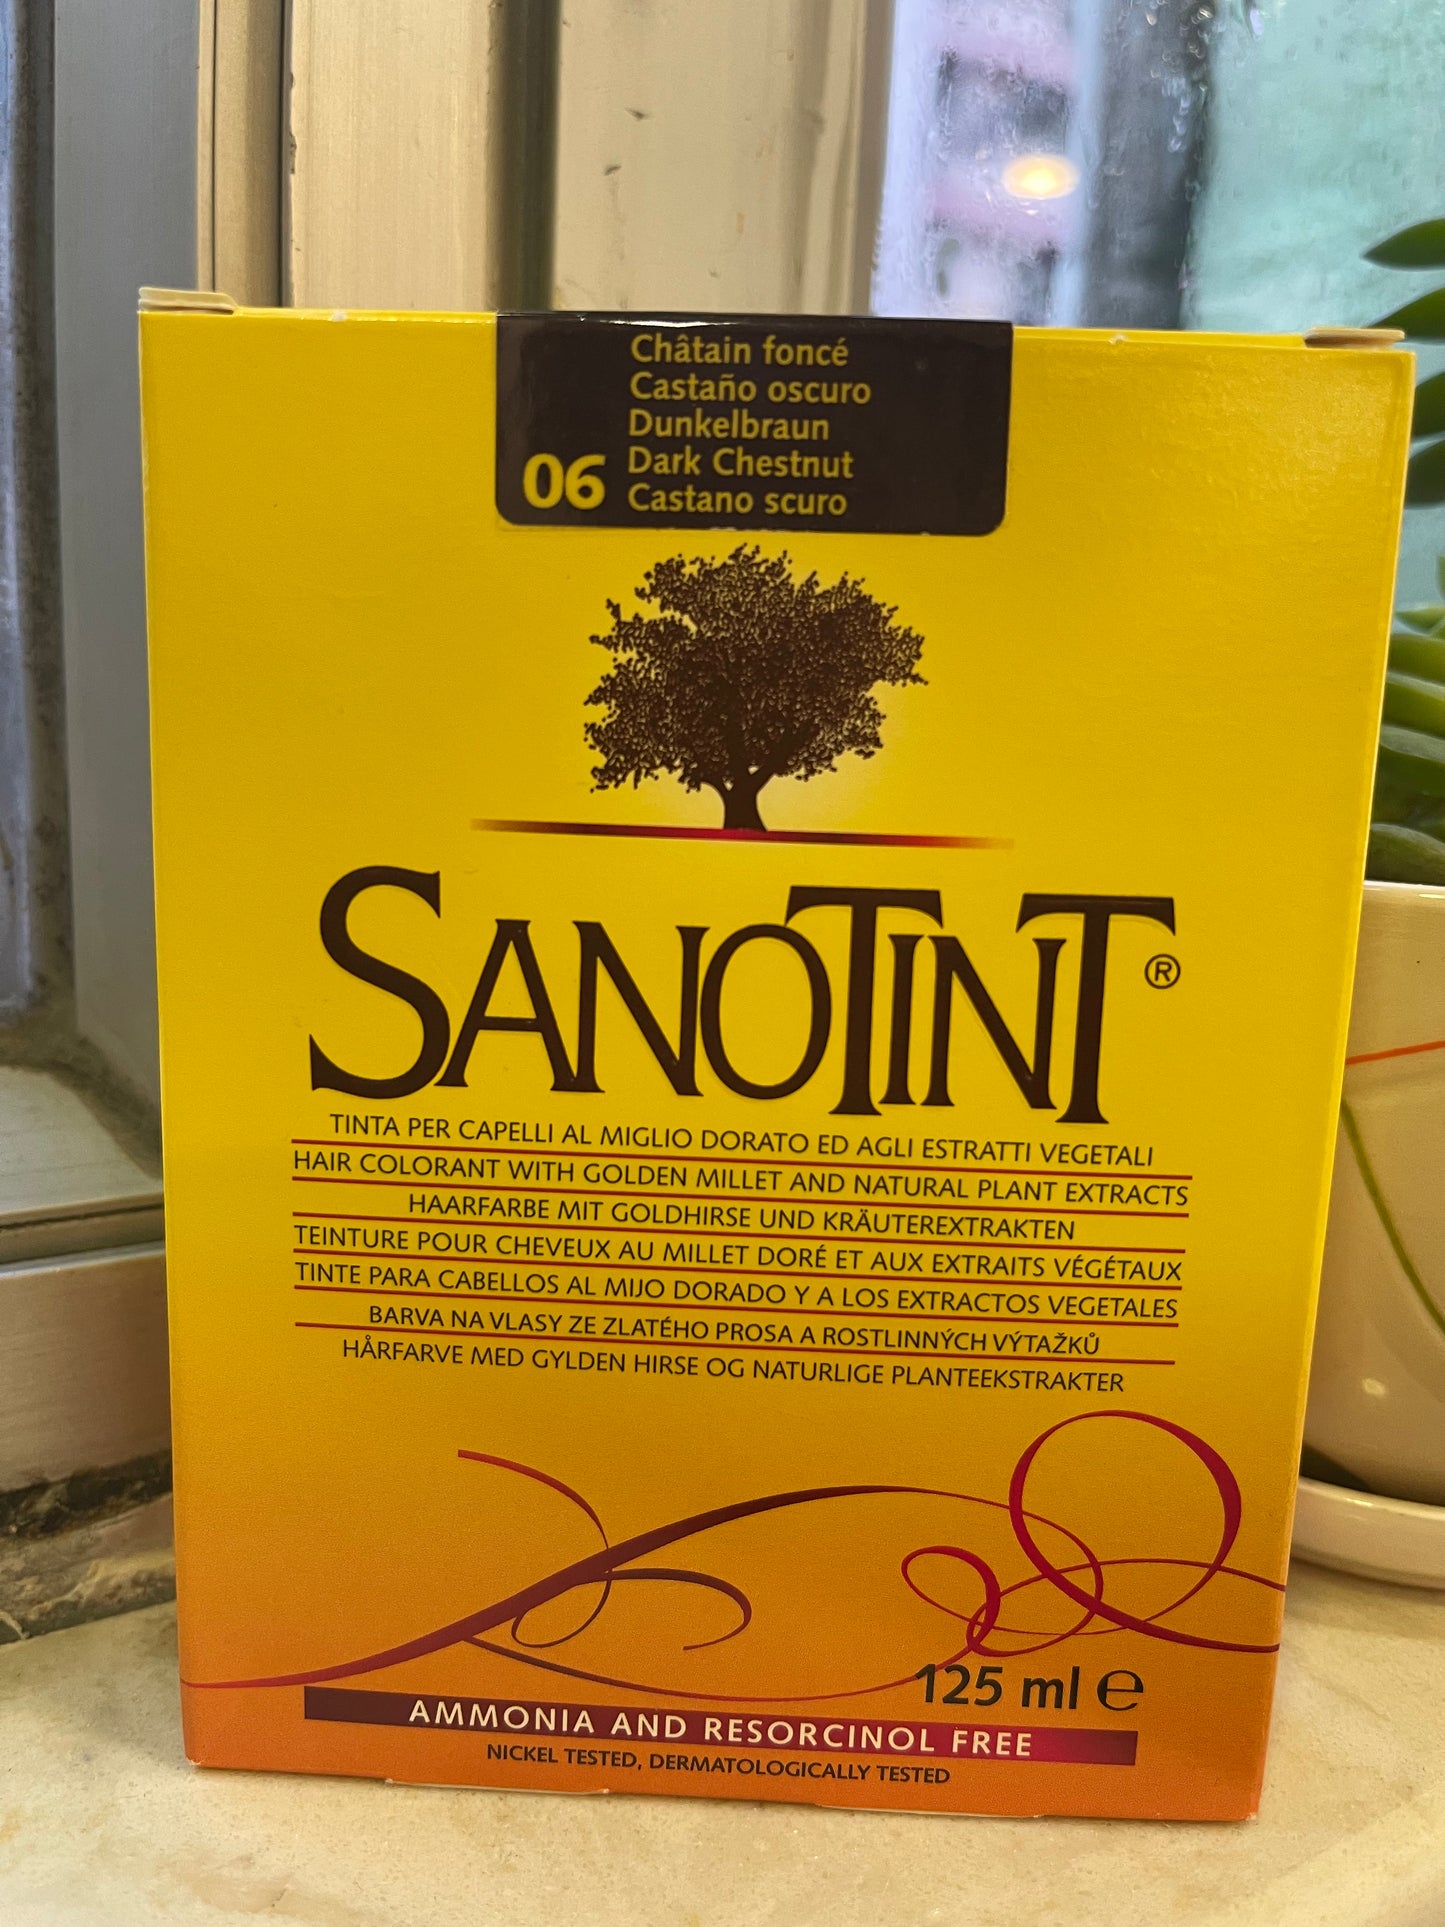 Châtain foncé
Castaño oscuro
Dunkelbraun
Dark Chestnut
06 Castano scuro
SANOTINT®
TINTA PER CAPELLI AL MIGLIO DORATO ED AGLI ESTRATTI VEGETALI
HAIR COLORANT WITH GOLDEN MILLET AND NATURAL PLANT EXTRACTS
HAARFARBE MIT GOLDHIRSE UND KRÄUTEREXTRAKTEN
TEINTURE POUR CHEVEUX AU MILLET DORÉ ET AUX EXTRAITS VÉGÉTAUX
TINTE PARA CABELLOS AL MIJO DORADO Y A LOS EXTRACTOS VEGETALES
BARVA NA VLASY ZE ZLATÉHO PROSA A ROSTLINNÝCH VÝTAŽKŮ
HÅRFARVE MED GYLDEN HIRSE OG NATURLIGE PLANTEEKSTRAKTER
125 ml ℮
AMMONIA AND RESORCINOL FREE
NICKEL TESTED, DERMATOLOGICALLY TESTED